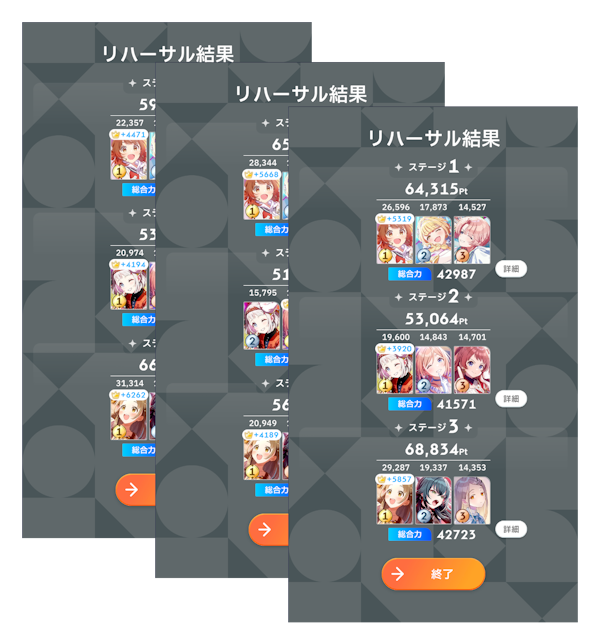 リハーサル結果
ステ
59
22,357
+4471
1
総合力
ステ
53
20,974
+4194
1
総合力
ステ
66
31,314
+6262
1
総合力
リハーサル結果
ステ
65
28,344
+5668
1
総合
ステ
51
15,795
2
総合
ステ
56
20,949
+4189
1
総合
リハーサル結果
ステージ 1
64,315Pt
26,596 17,873 14,527
+5319
1 2 3
総合力 42987
詳細
ステージ 2
53,064Pt
19,600 14,843 14,701
+3920
1 2 3
総合力 41571
詳細
ステージ 3
68,834Pt
29,287 19,337 14,353
+5857
1 2 3
総合力 42723
詳細
終了